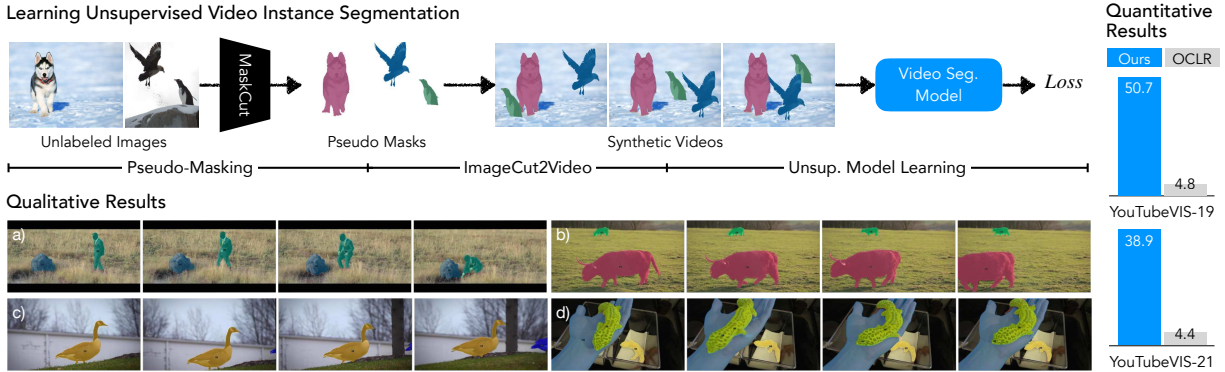 Learning Unsupervised Video Instance Segmentation
MaskCut
Video Seg.
Model
Loss
Unlabeled Images
Pseudo Masks
Synthetic Videos
Pseudo-Masking
ImageCut2Video
Unsup. Model Learning
Qualitative Results
a)
b)
c)
d)
Quantitative
Results
Ours
OCLR
50.7
4.8
YouTubeVIS-19
38.9
4.4
YouTubeVIS-21